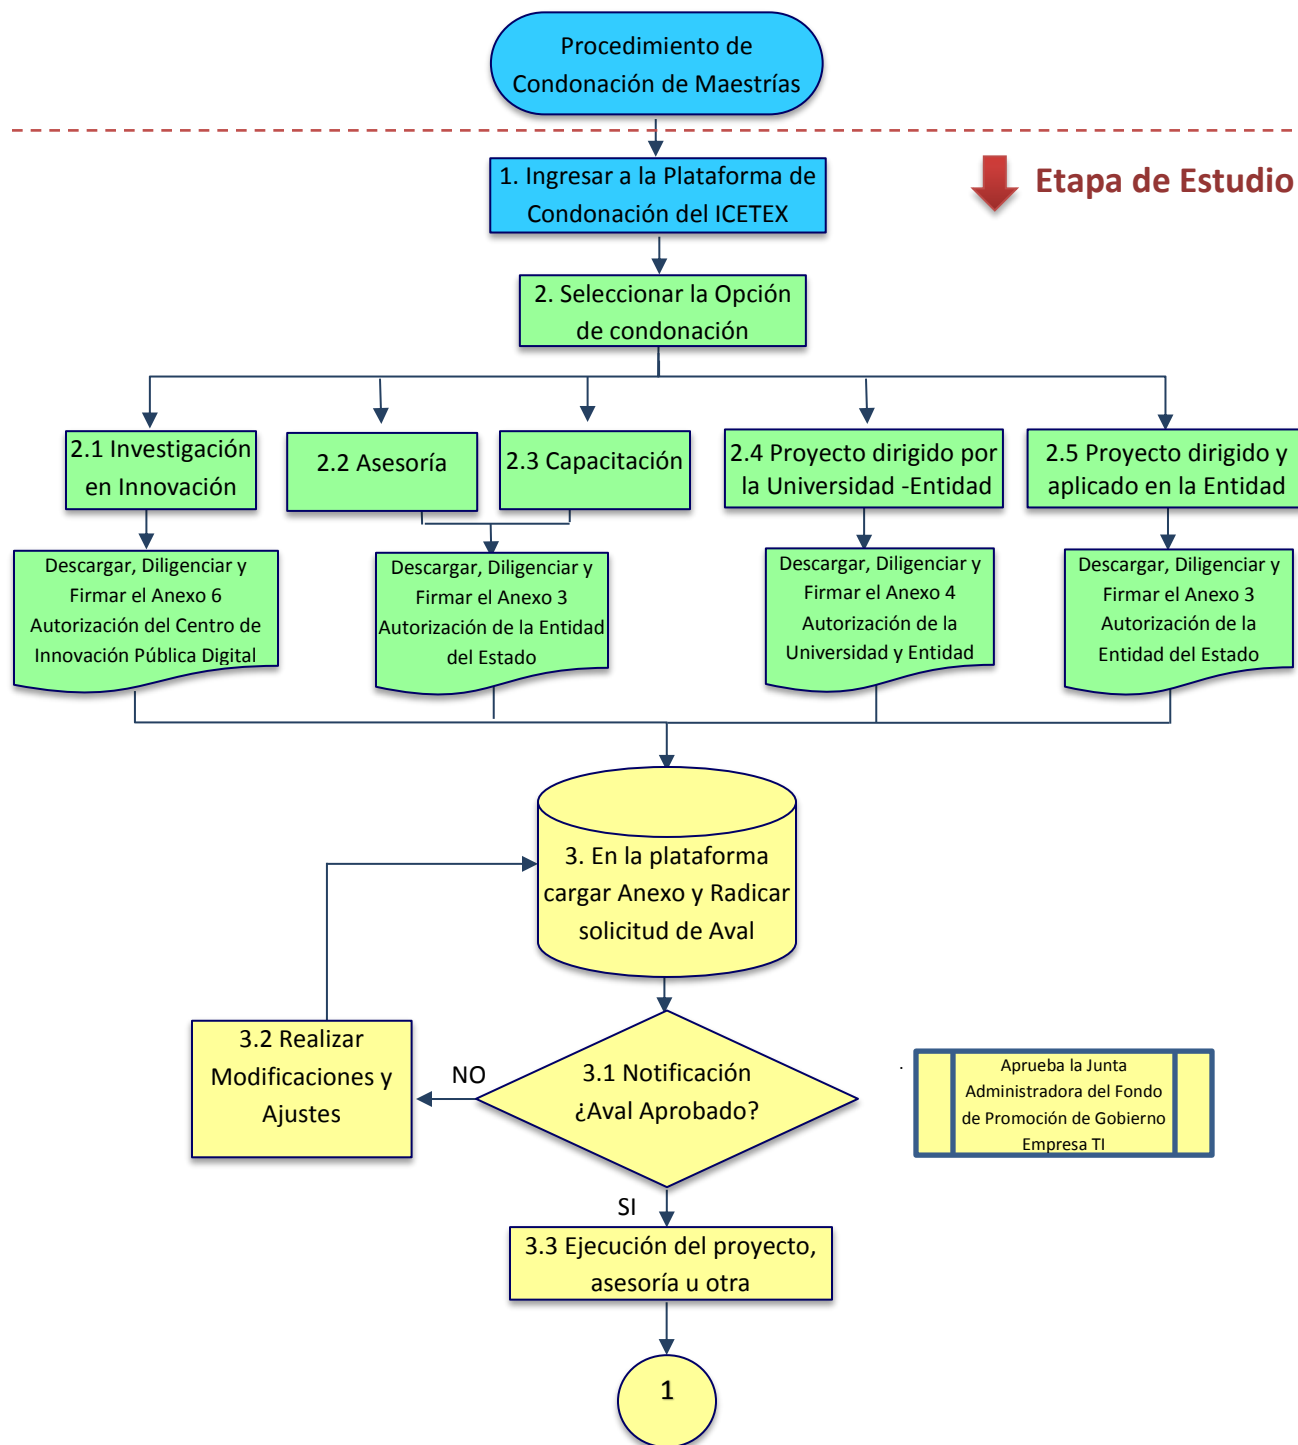 Procedimiento de
Condonación de Maestrías
Etapa de Estudio
1. Ingresar a la Plataforma de
Condonación del ICETEX
2. Seleccionar la Opción
de condonación
2.1 Investigación
en Innovación
2.2 Asesoría
2.3 Capacitación
2.4 Proyecto dirigido por
la Universidad -Entidad
2.5 Proyecto dirigido y
aplicado en la Entidad
Descargar, Diligenciar y
Firmar el Anexo 6
Autorización del Centro de
Innovación Pública Digital
Descargar, Diligenciar y
Firmar el Anexo 3
Autorización de la Entidad
del Estado
Descargar, Diligenciar y
Firmar el Anexo 4
Autorización de la
Universidad y Entidad
Descargar, Diligenciar y
Firmar el Anexo 3
Autorización de la
Entidad del Estado
3. En la plataforma
cargar Anexo y Radicar
solicitud de Aval
3.2 Realizar
Modificaciones y
Ajustes
NO
3.1 Notificación
¿Aval Aprobado?
.
Aprueba la Junta
Administradora del Fondo
de Promoción de Gobierno
Empresa TI
SI
3.3 Ejecución del proyecto,
asesoría u otra
1